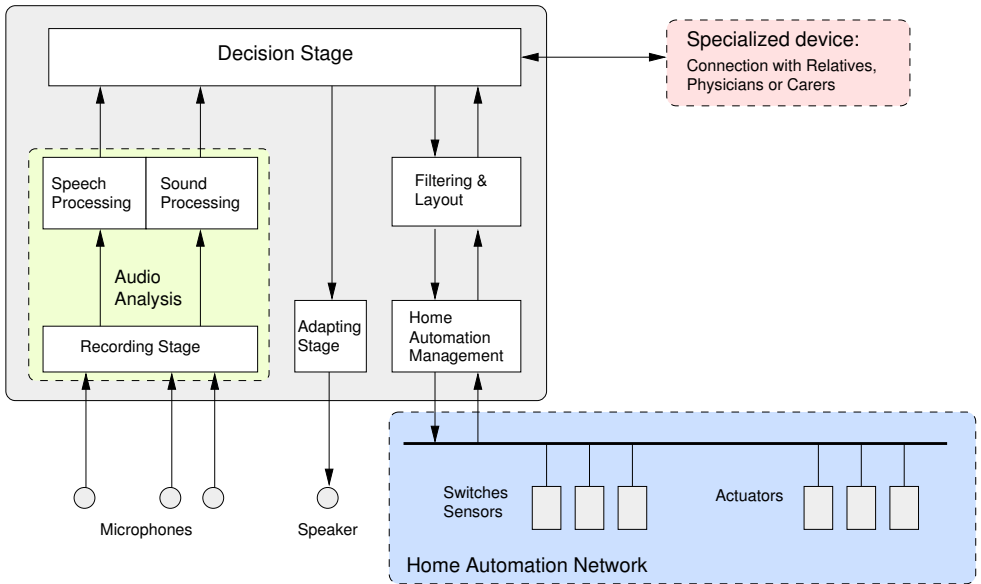 Decision Stage
Specialized device:
Connection with Relatives,
Physicians or Carers
Speech
Processing
Sound
Processing
Filtering &
Layout
Audio
Analysis
Recording Stage
Adapting
Stage
Home
Automation
Management
Microphones
Speaker
Switches
Sensors
Actuators
Home Automation Network